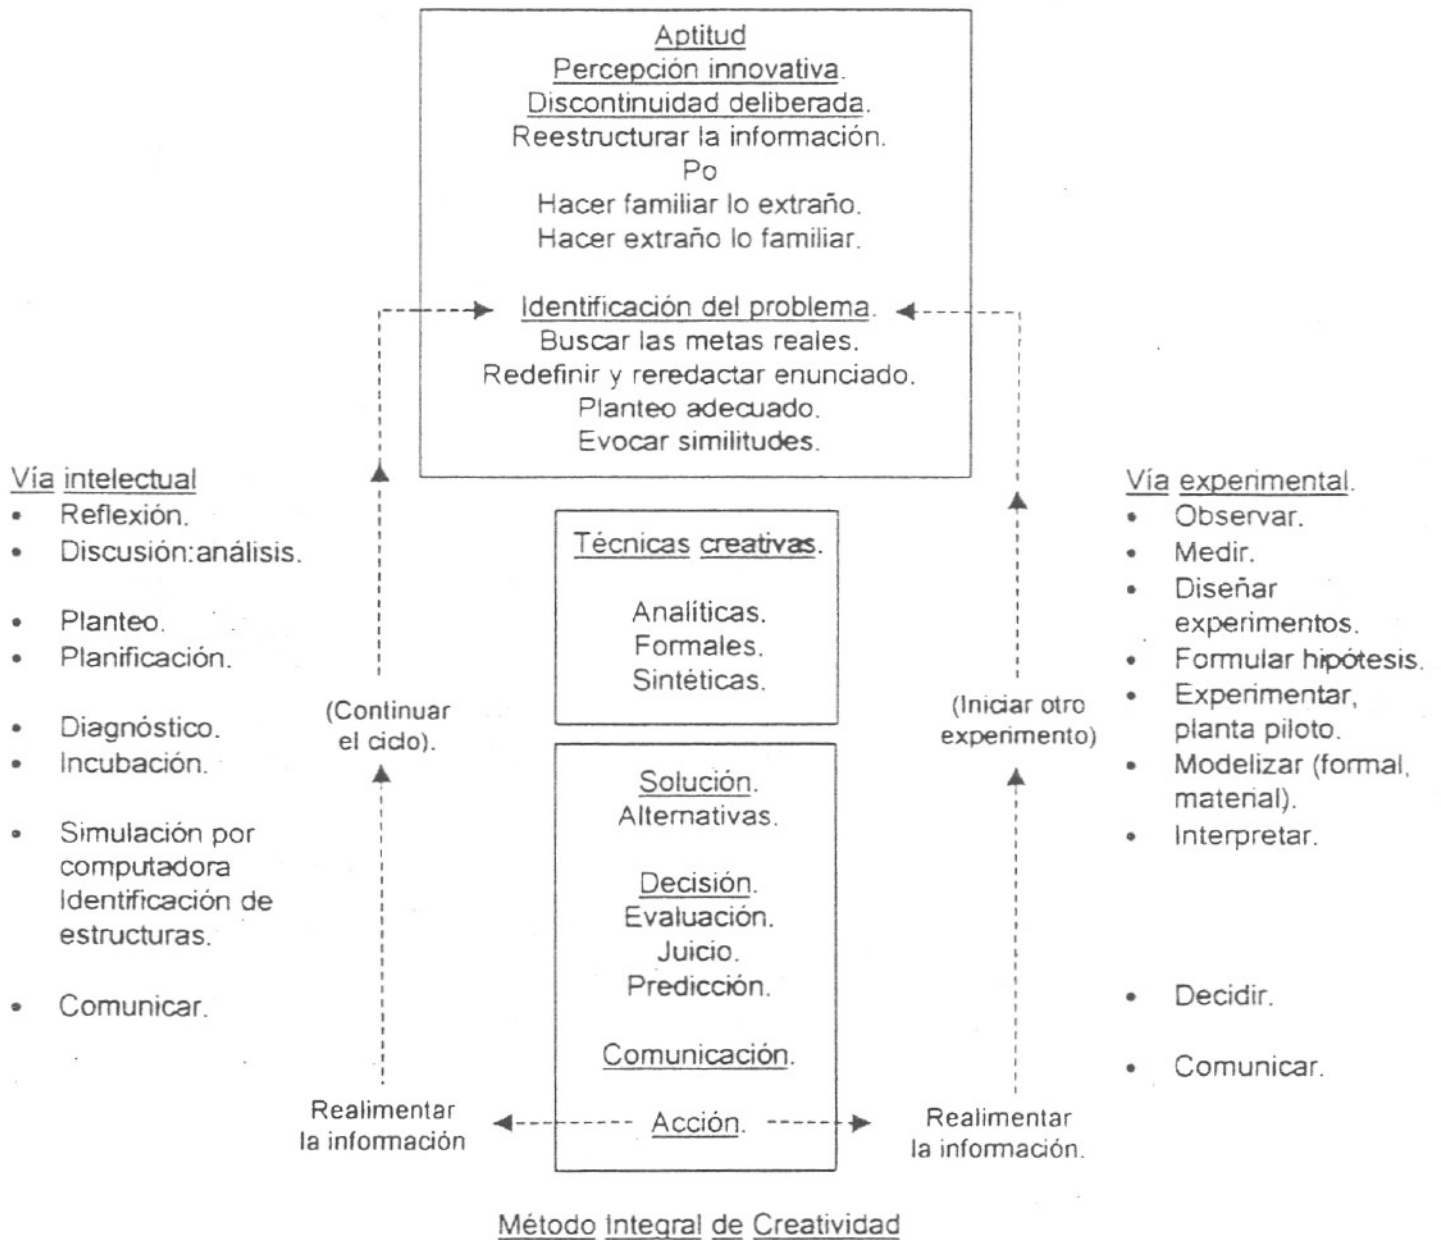 Aptitud
Percepción innovativa.
Discontinuidad deliberada.
Reestructurar la información.
Po
Hacer familiar lo extraño.
Hacer extraño lo familiar.
Identificación del problema.
Buscar las metas reales.
Redefinir y reredactar enunciado.
Planteo adecuado.
Evocar similitudes.
Vía intelectual
• Reflexión.
• Discusión:análisis.
• Planteo.
• Planificación.
• Diagnóstico.
• Incubación.
• Simulación por
computadora
Identificación de
estructuras.
• Comunicar.
(Continuar
el ciclo).
Realimentar
la información
Técnicas creativas.
Analíticas.
Formales.
Sintéticas.
Solución.
Alternativas.
Decisión.
Evaluación.
Juicio.
Predicción.
Comunicación.
Acción.
(Iniciar otro
experimento)
Realimentar
la información.
Vía experimental.
• Observar.
• Medir.
• Diseñar
experimentos.
• Formular hipótesis.
• Experimentar,
planta piloto.
• Modelizar (formal,
material).
• Interpretar.
• Decidir.
• Comunicar.
Método Integral de Creatividad